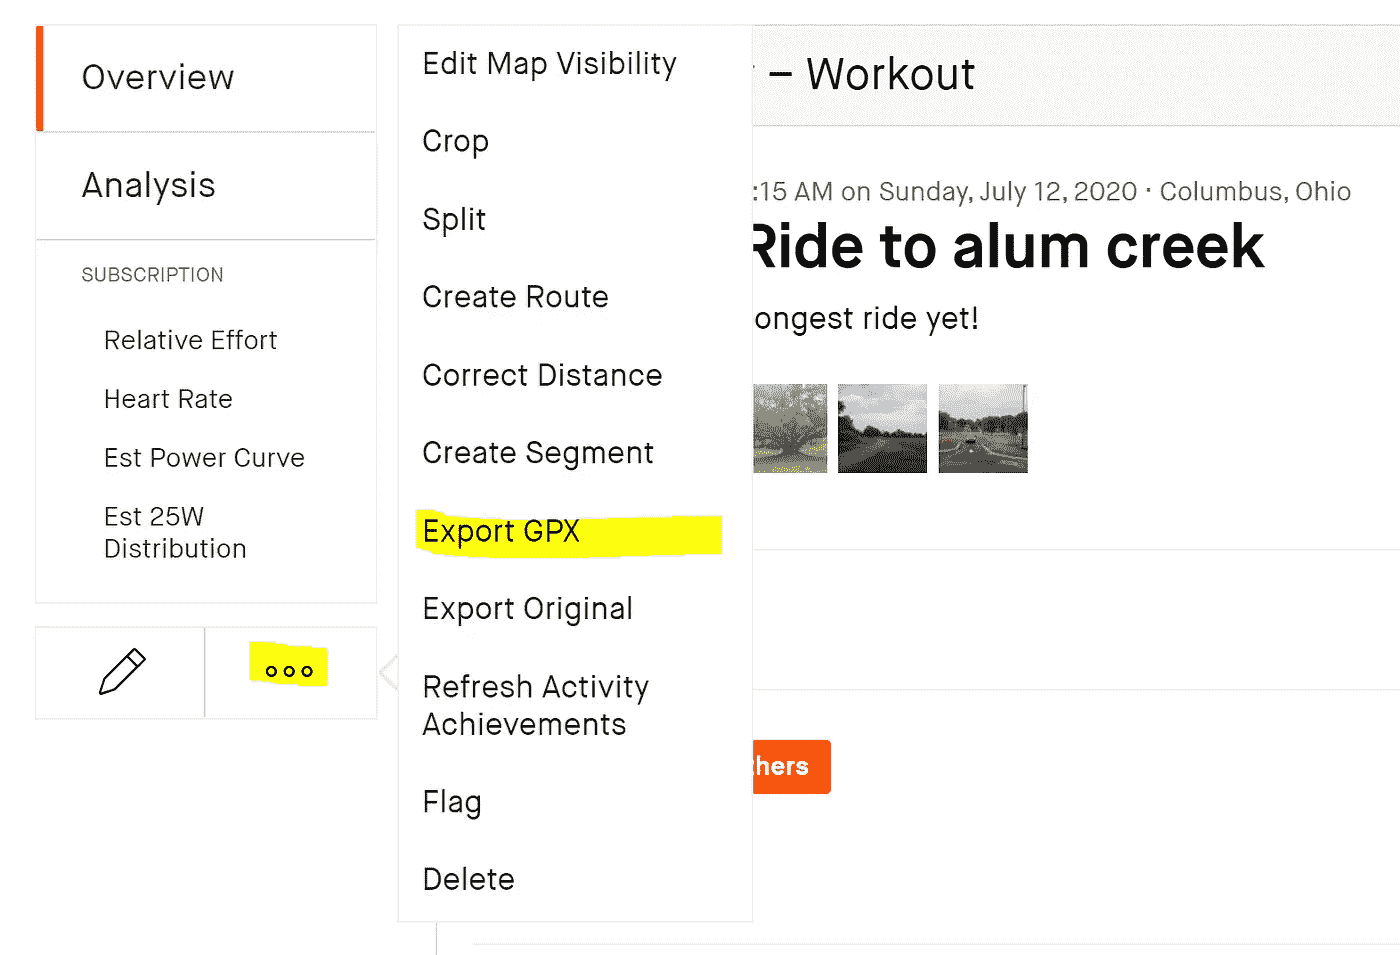 Overview
Analysis
SUBSCRIPTION
Relative Effort
Heart Rate
Est Power Curve
Est 25W
Distribution
Edit Map Visibility
Crop
Split
Create Route
Correct Distance
Create Segment
Export GPX
Export Original
Refresh Activity
Achievements
Flag
Delete
– Workout
:15 AM on Sunday, July 12, 2020 · Columbus, Ohio
Ride to alum creek
ongest ride yet!
hers